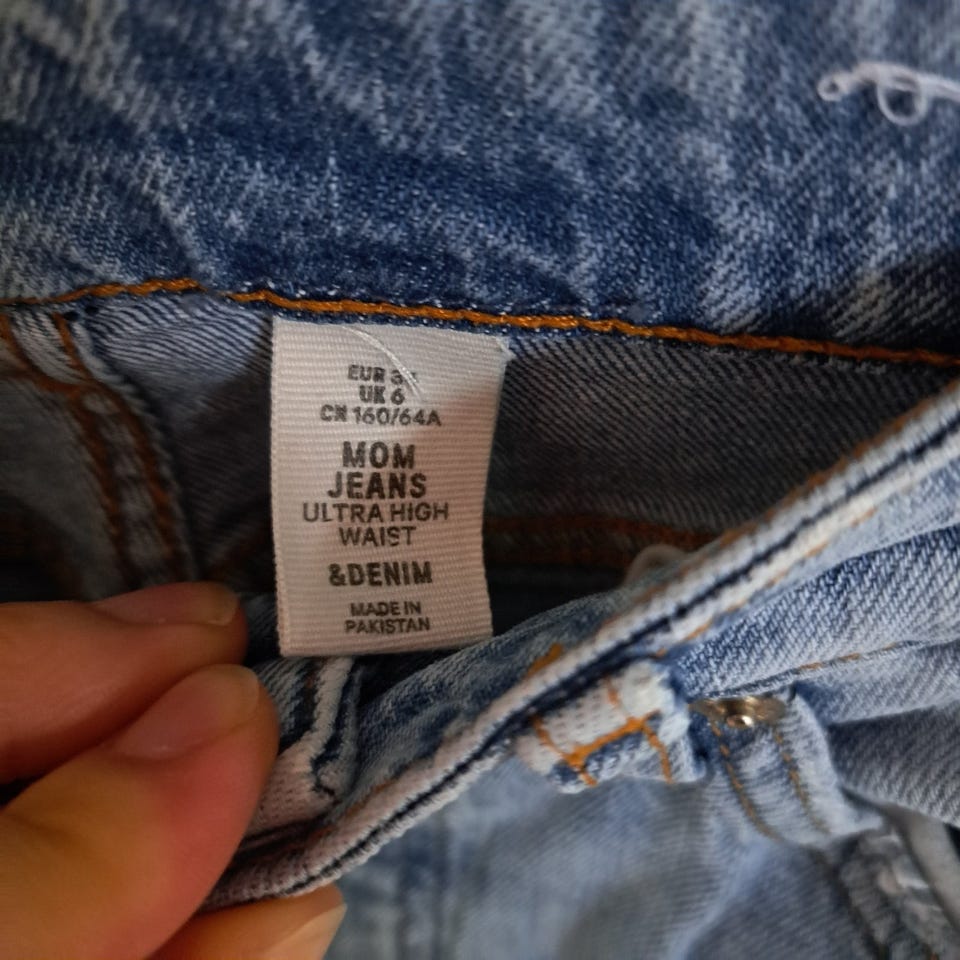 EUR
UK 6
CN 160/64A
MOM
JEANS
ULTRA HIGH
WAIST
&DENIM
MADE IN
PAKISTAN